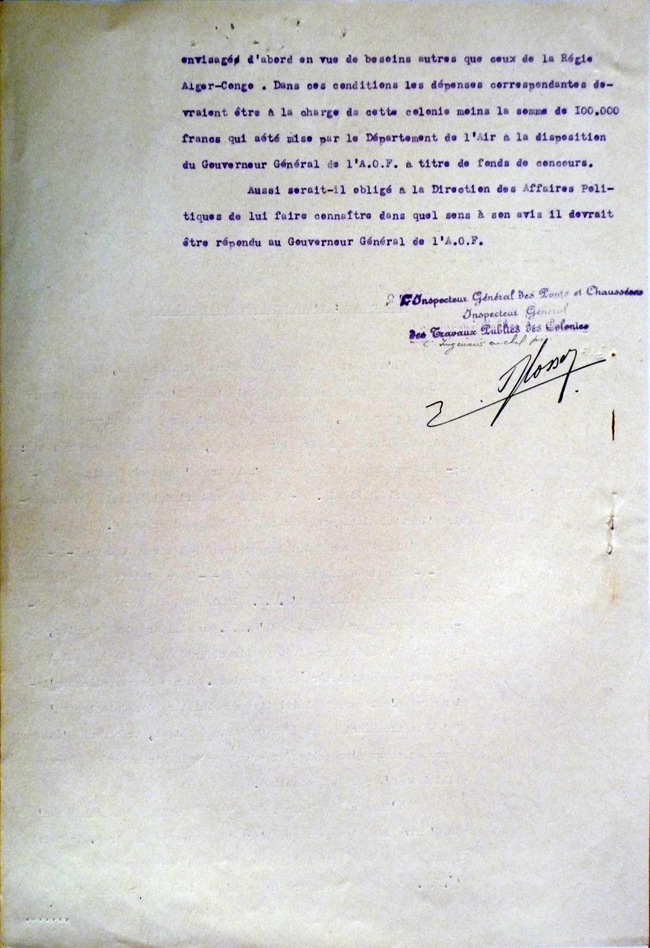 envisagés d'abord en vue de besoins autres que ceux de la Régie
Alger-Congo . Dans ces conditions les dépenses correspondantes de-
vraient être à la charge de cette colonie moins la somme de I00.000
francs qui aété mise par le Département de l'Air à la disposition
du Gouverneur Général de l'A.O.F. à titre de fonds de concours.
Aussi serait-il obligé à la Direction des Affaires Poli-
tiques de lui faire connaître dans quel sens à son avis il devrait
être répondu au Gouverneur Général de l'A.O.F.
Inspecteur Général des Ponts et Chaussées
Inspecteur Général
des Travaux Publics des Colonies
Ingénieur en chef